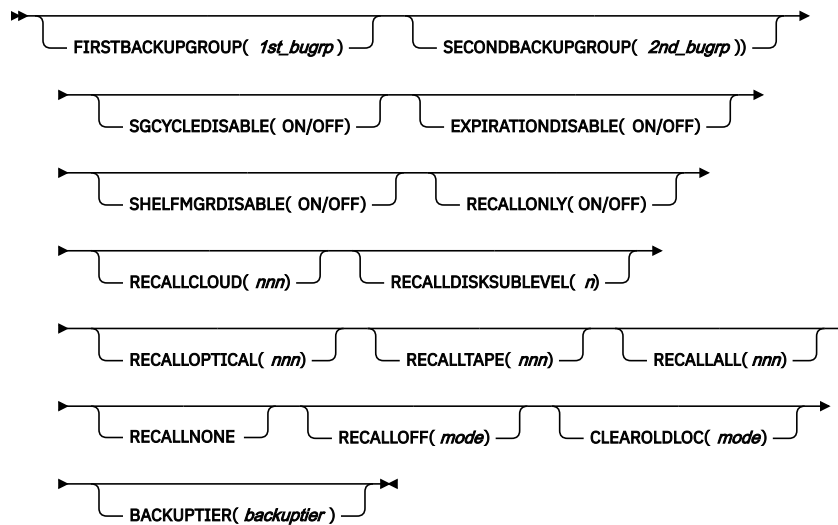 FIRSTBACKUPGROUP( 1st_bugrp ) SECONDBACKUPGROUP( 2nd_bugrp))
SGCYCLEDISABLE( ON/OFF) EXPIRATIONDISABLE( ON/OFF)
SHELFMGRDISABLE( ON/OFF) RECALLONLY( ON/OFF)
RECALLCLOUD( nnn) RECALLDISKSUBLEVEL( n)
RECALLOPTICAL( nnn) RECALLTAPE( nnn) RECALLALL( nnn)
RECALLNONE RECALLOFF( mode) CLEAROLDLOC( mode)
BACKUPTIER( backuptier )